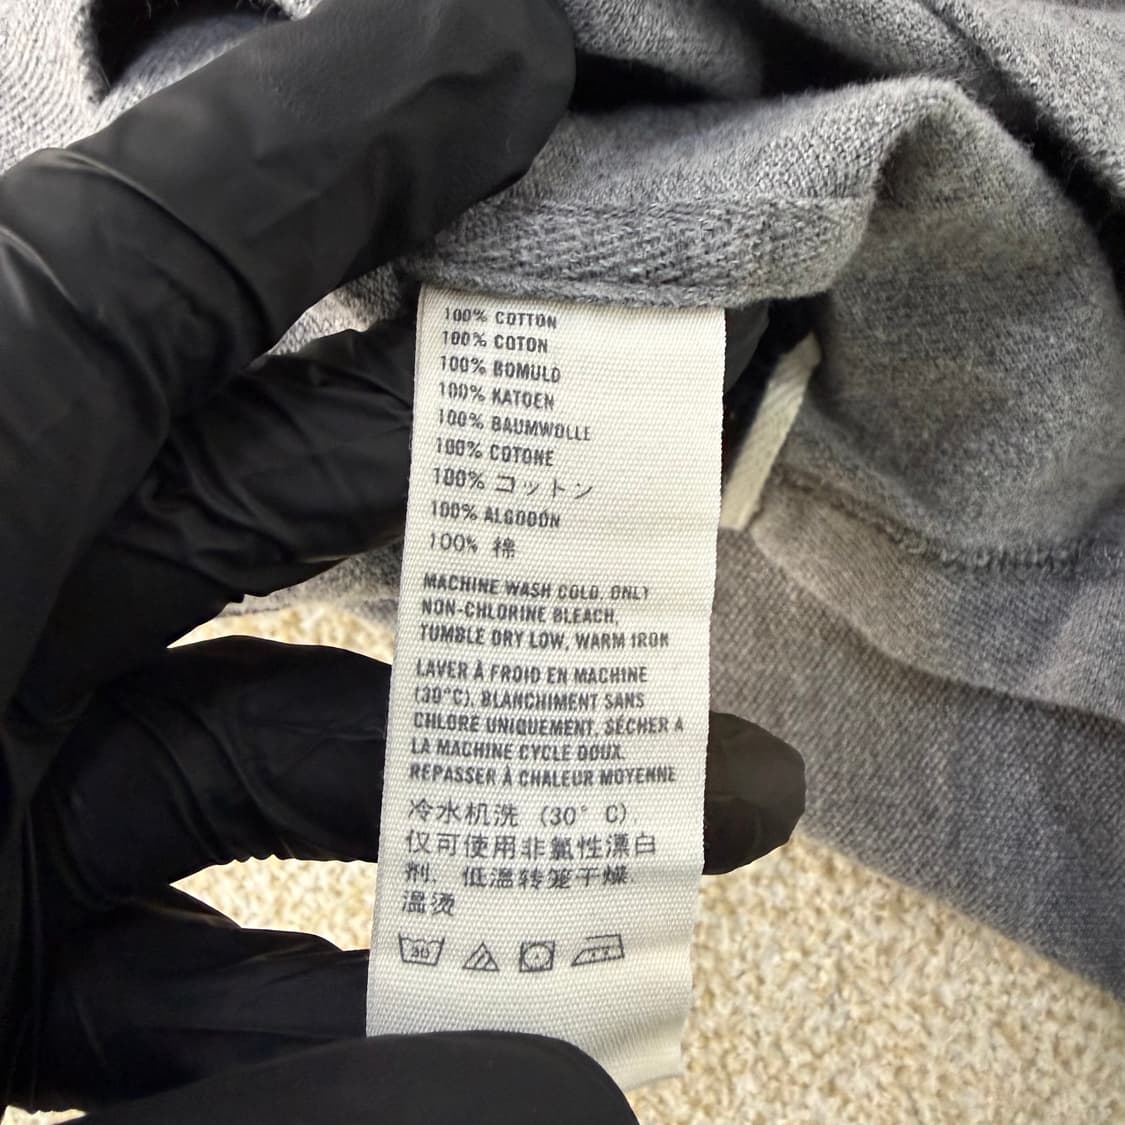 100% COTTON
100% COTON
100% BOMULD
100% KATOEN
100% BAUMWOLLE
100% COTONE
100% コットン
100% ALGODÓN
100% 棉
MACHINE WASH COLD, ONLY
NON-CHLORINE BLEACH,
TUMBLE DRY LOW, WARM IRON
LAVER À FROID EN MACHINE
(30°C), BLANCHIMENT SANS
CHLORE UNIQUEMENT, SÉCHER À
LA MACHINE CYCLE DOUX,
REPASSER À CHALEUR MOYENNE
冷水机洗 (30° C),
仅可使用非氯性漂白
剂, 低温转笼干燥,
温烫
30